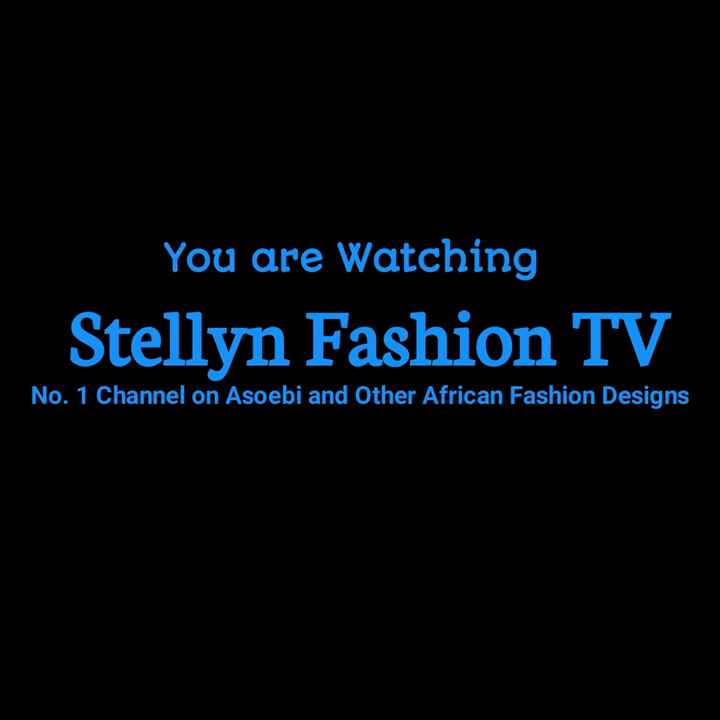 You are Watching
Stellyn Fashion TV
No. 1 Channel on Asoebi and Other African Fashion Designs